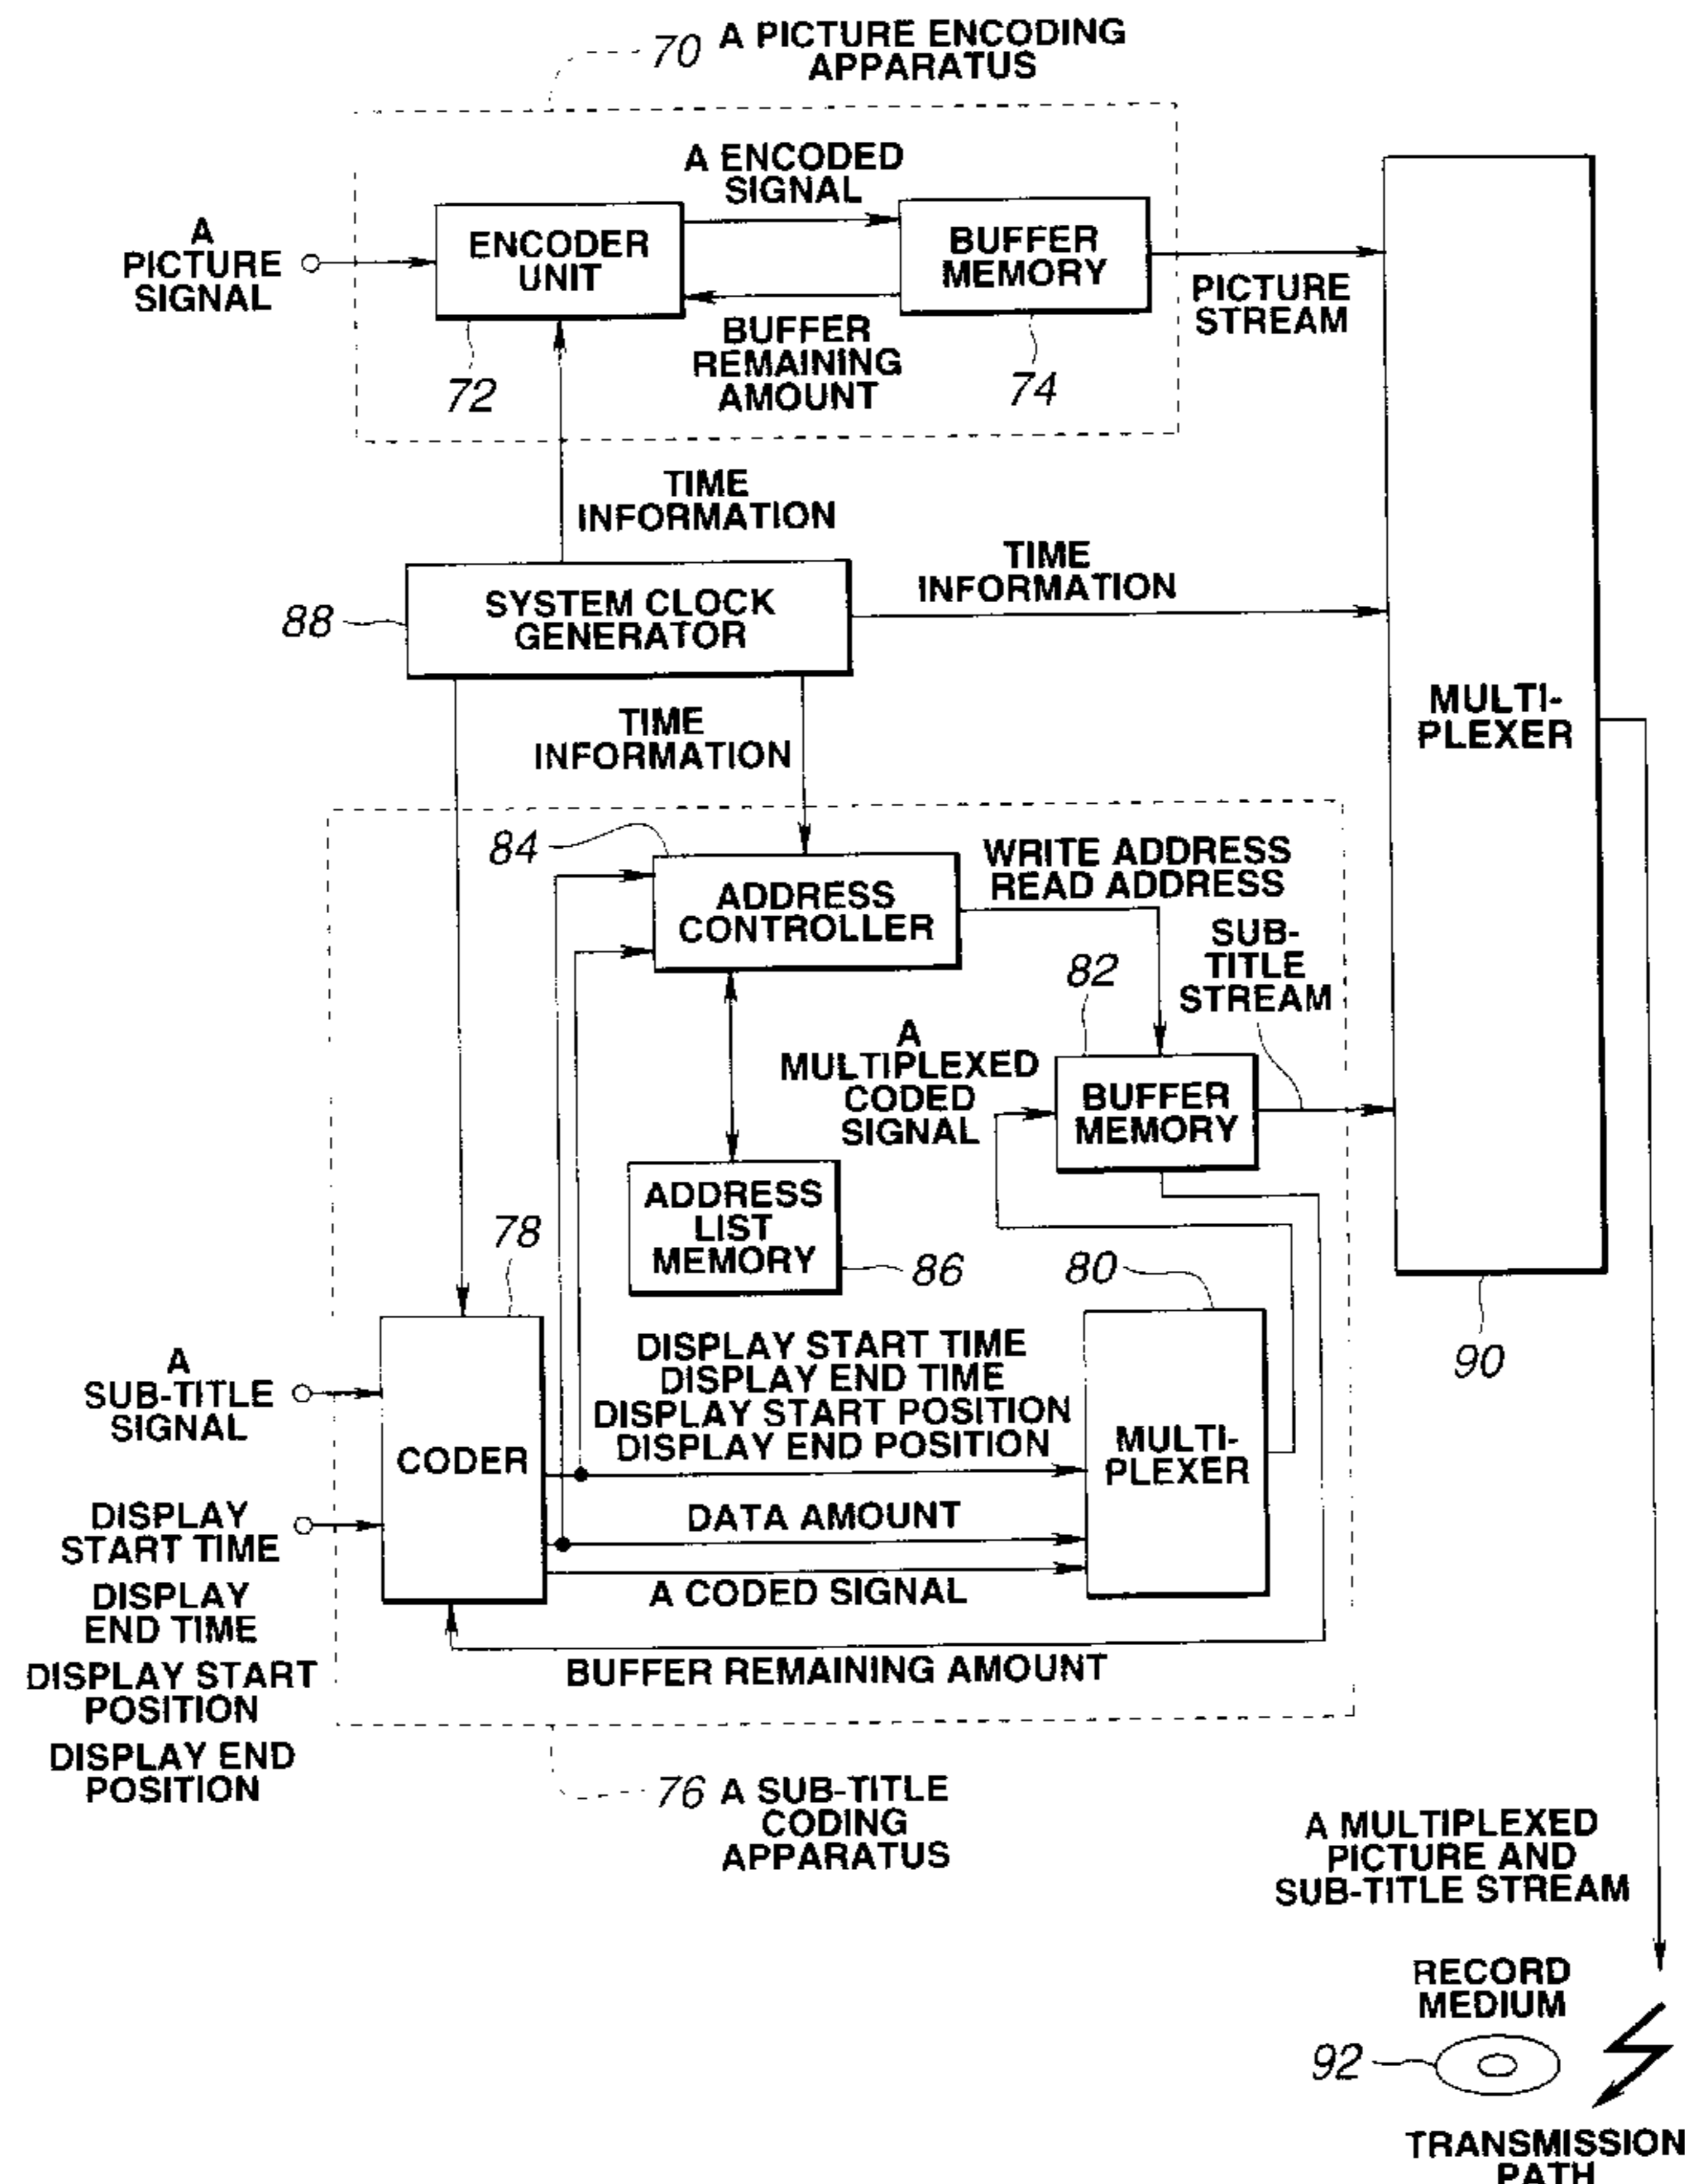 70 A PICTURE ENCODING
APPARATUS
A ENCODED
SIGNAL
A
PICTURE
SIGNAL
ENCODER
UNIT
BUFFER
MEMORY
PICTURE
STREAM
BUFFER
REMAINING
AMOUNT
72
74
TIME
INFORMATION
TIME
INFORMATION
88
SYSTEM CLOCK
GENERATOR
MULTI-
PLEXER
TIME
INFORMATION
84
ADDRESS
CONTROLLER
WRITE ADDRESS
READ ADDRESS
SUB-
TITLE
STREAM
82
A
MULTIPLEXED
CODED
SIGNAL
BUFFER
MEMORY
ADDRESS
LIST
MEMORY
86
78
80
90
A
SUB-TITLE
SIGNAL
CODER
DISPLAY START TIME
DISPLAY END TIME
DISPLAY START POSITION
DISPLAY END POSITION
MULTI-
PLEXER
DATA AMOUNT
A CODED SIGNAL
DISPLAY
START TIME
DISPLAY
END TIME
DISPLAY START
POSITION
DISPLAY END
POSITION
BUFFER REMAINING AMOUNT
76 A SUB-TITLE
CODING
APPARATUS
A MULTIPLEXED
PICTURE AND
SUB-TITLE STREAM
RECORD
MEDIUM
92
TRANSMISSION
PATH